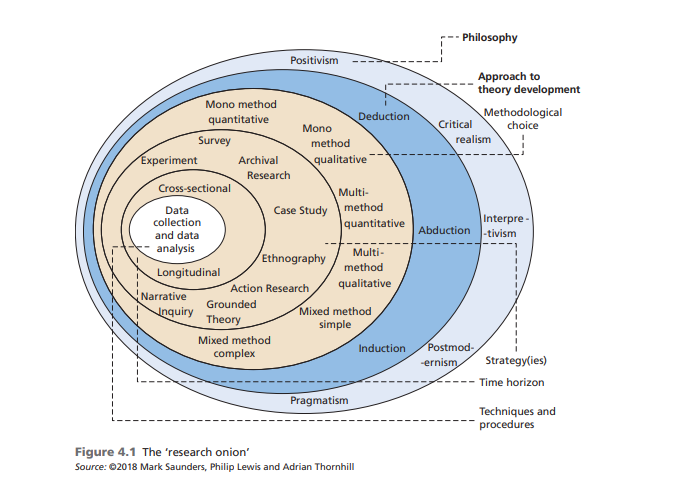 Philosophy
Positivism
Approach to
theory development
Mono method
quantitative
Deduction
Methodological
choice
Critical
realism
Mono
method
qualitative
Survey
Experiment
Archival
Research
Cross-sectional
Multi-
method
quantitative
Data
collection
and data
analysis
Case Study
Abduction
Interpre -
-tivism
Multi-
method
qualitative
Ethnography
Longitudinal
Action Research
Narrative
Inquiry
Grounded
Theory
Mixed method
simple
Mixed method
complex
Induction
Postmod-
-ernism
Strategy(ies)
Time horizon
Pragmatism
Techniques and
procedures
Figure 4.1 The ‘research onion’
Source: ©2018 Mark Saunders, Philip Lewis and Adrian Thornhill